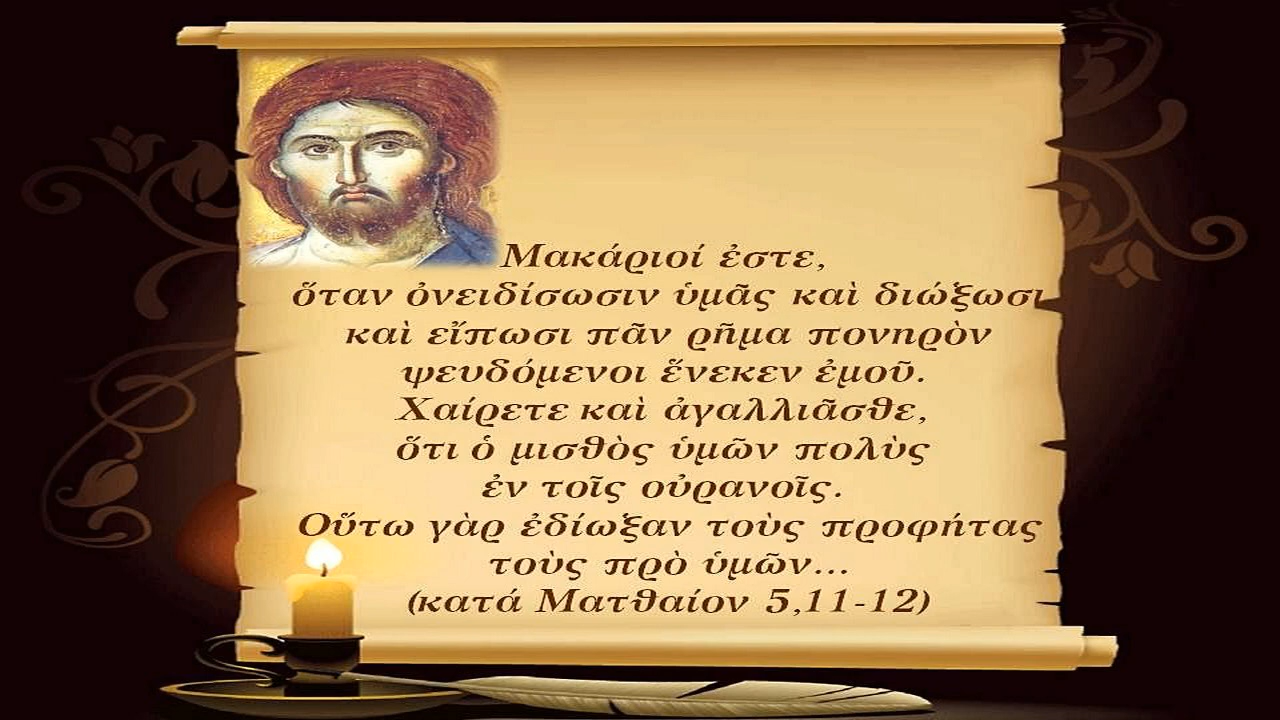 Μακάριοί ἐστε,
ὅταν ὀνειδίσωσιν ὑμᾶς καὶ διώξωσι
καὶ εἴπωσι πᾶν ρῆμα πονηρὸν
ψευδόμενοι ἕνεκεν ἐμοῦ.
Χαίρετε καὶ ἀγαλλιᾶσθε,
ὅτι ὁ μισθὸς ὑμῶν πολὺς
ἐν τοῖς οὐρανοῖς.
Οὕτω γὰρ ἐδίωξαν τοὺς προφήτας
τοὺς πρὸ ὑμῶν...
(κατά Ματθαίον 5,11-12)